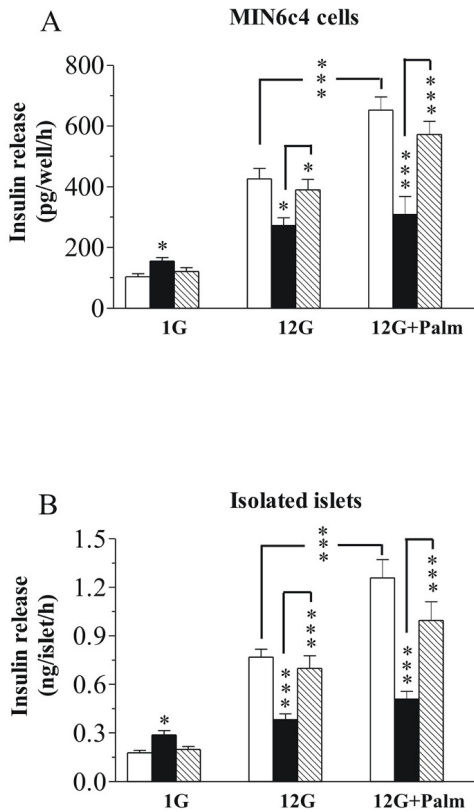 A
MIN6c4 cells
Insulin release
(pg/well/h)
800
600
400
200
0
***
*
*
*
***
***
1G
12G
12G+Palm
B
Isolated islets
Insulin release
(ng/islet/h)
1.5
1.2
0.9
0.6
0.3
0.0
***
*
***
***
***
***
1G
12G
12G+Palm